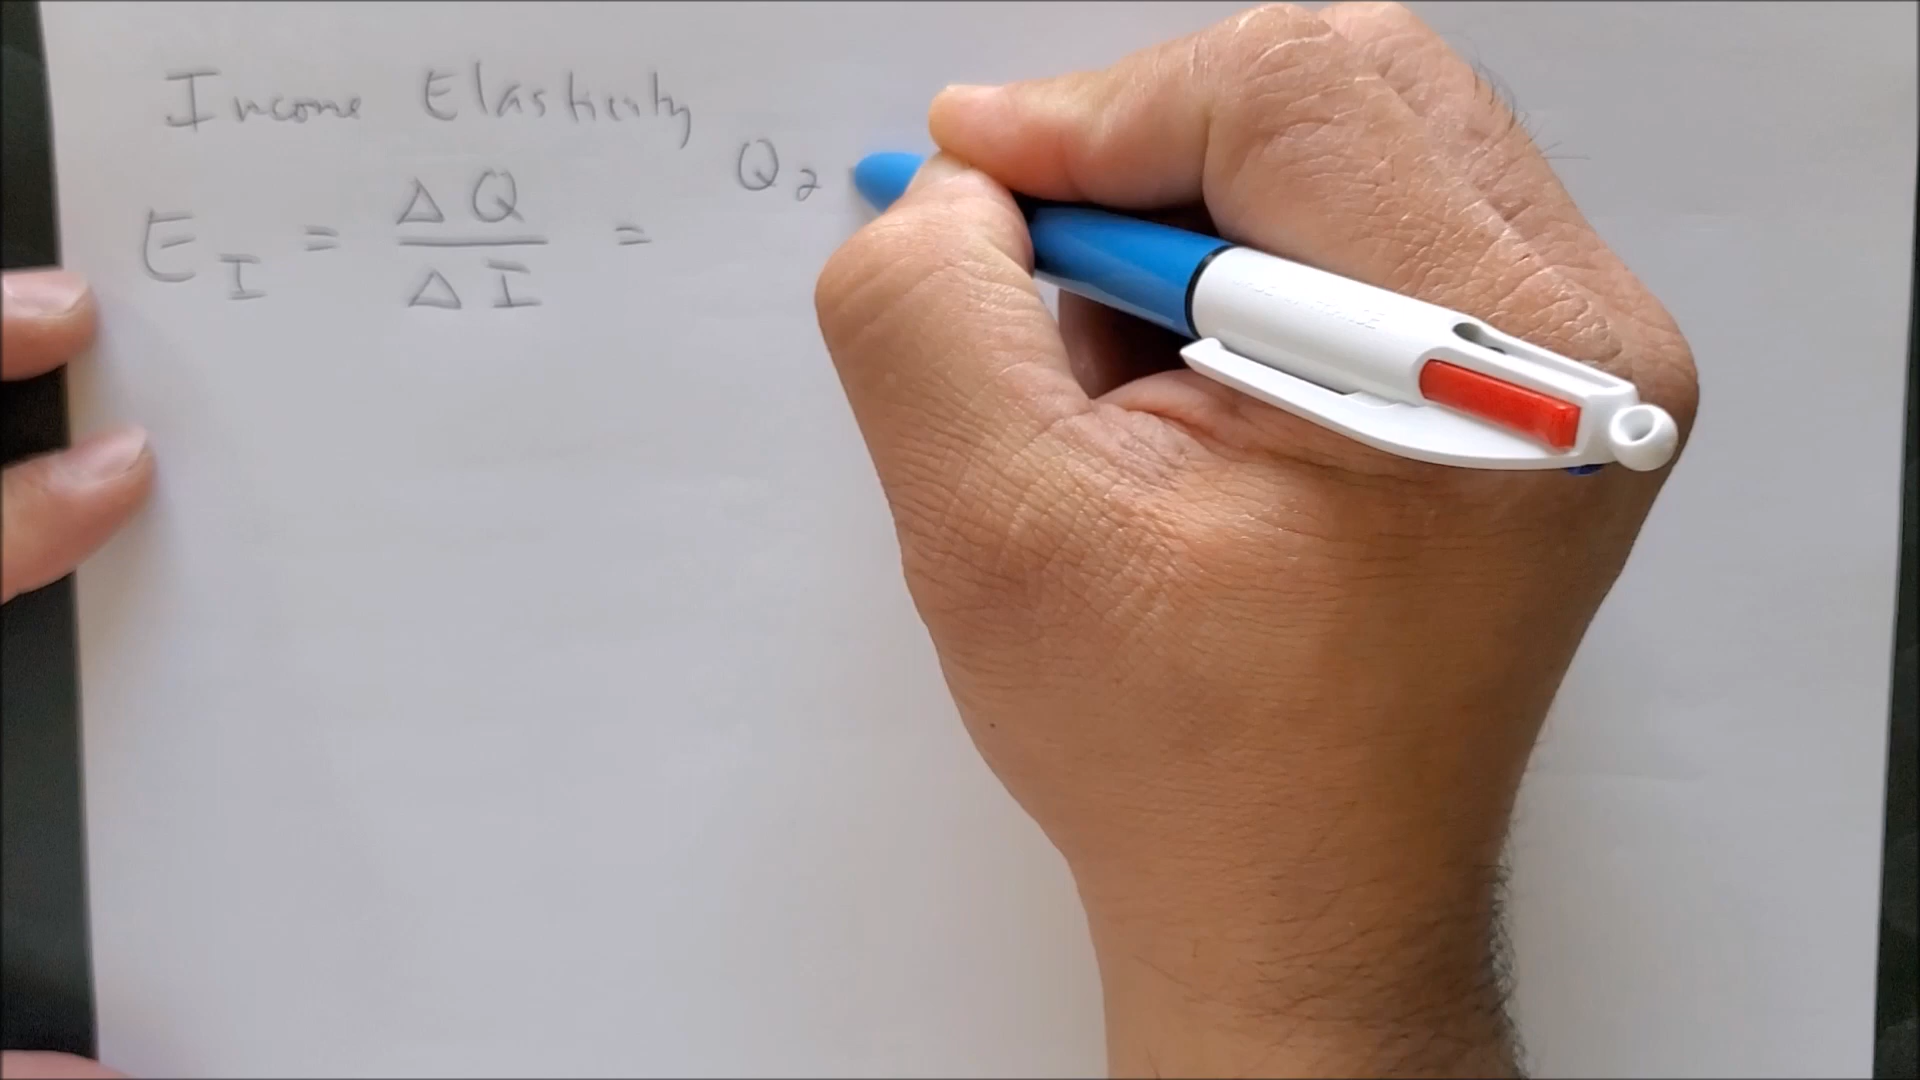 Income Elasticity
E_I = ΔQ / ΔI = Q₂